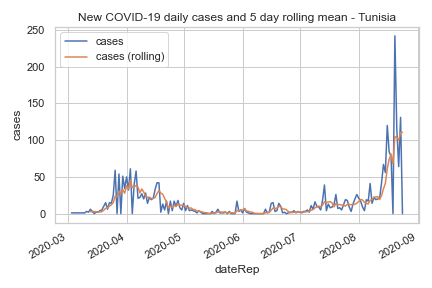 New COVID-19 daily cases and 5 day rolling mean - Tunisia
cases
cases (rolling)
250
200
150
100
50
0
cases
2020-03
2020-04
2020-05
2020-06
2020-07
2020-08
2020-09
dateRep